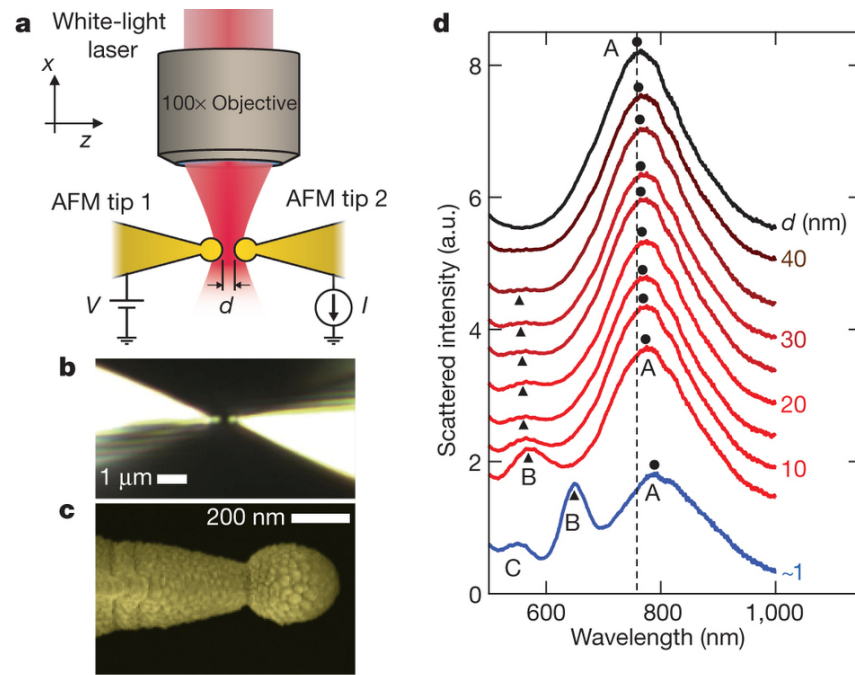 a
White-light
laser
x
z
100× Objective
AFM tip 1
AFM tip 2
V
d
I
b
1 μm
c
200 nm
d
Scattered intensity (a.u.)
8
6
4
2
0
A
d (nm)
40
30
20
10
A
B
A
B
C
~1
600
800
1,000
Wavelength (nm)